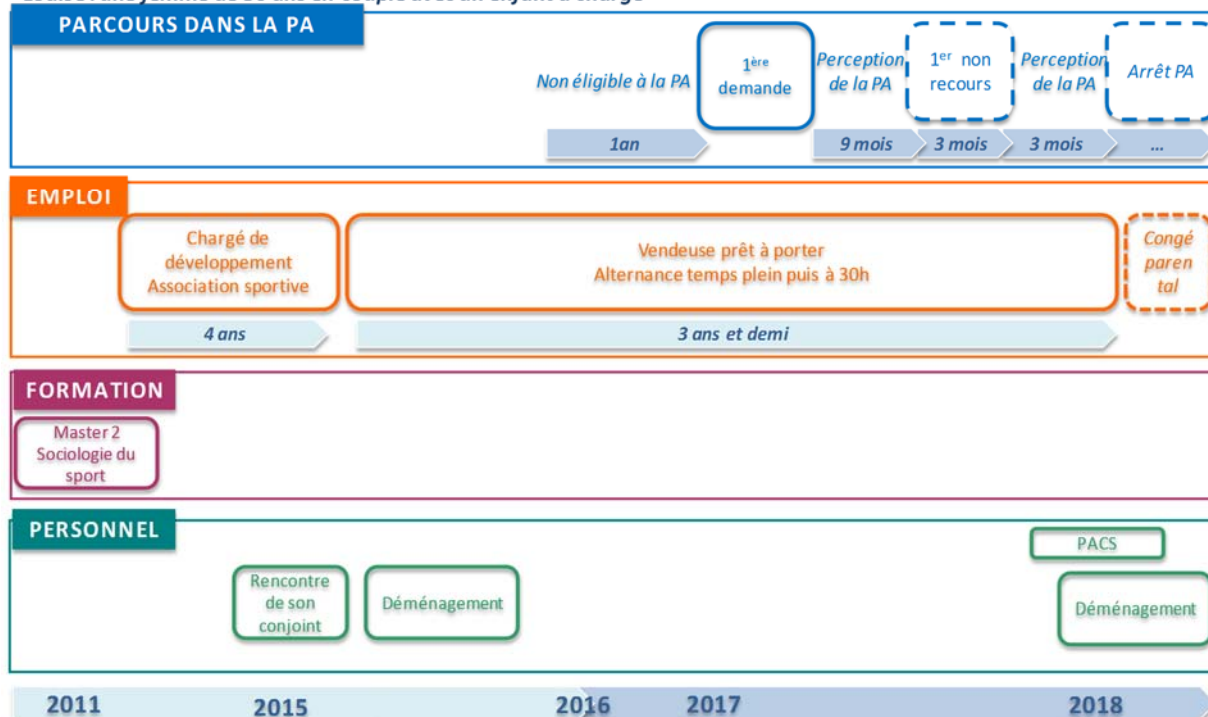 PARCOURS DANS LA PA
Non éligible à la PA
1ère
demande
Perception
de la PA
1er non
recours
Perception
de la PA
Arrêt PA
1an
9 mois
3 mois
3 mois
...
EMPLOI
Chargé de
développement
Association sportive
Vendeuse prêt à porter
Alternance temps plein puis à 30h
Congé
paren
tal
4 ans
3 ans et demi
FORMATION
Master 2
Sociologie du
sport
PERSONNEL
Rencontre
de son
conjoint
Déménagement
PACS
Déménagement
2011
2015
2016
2017
2018